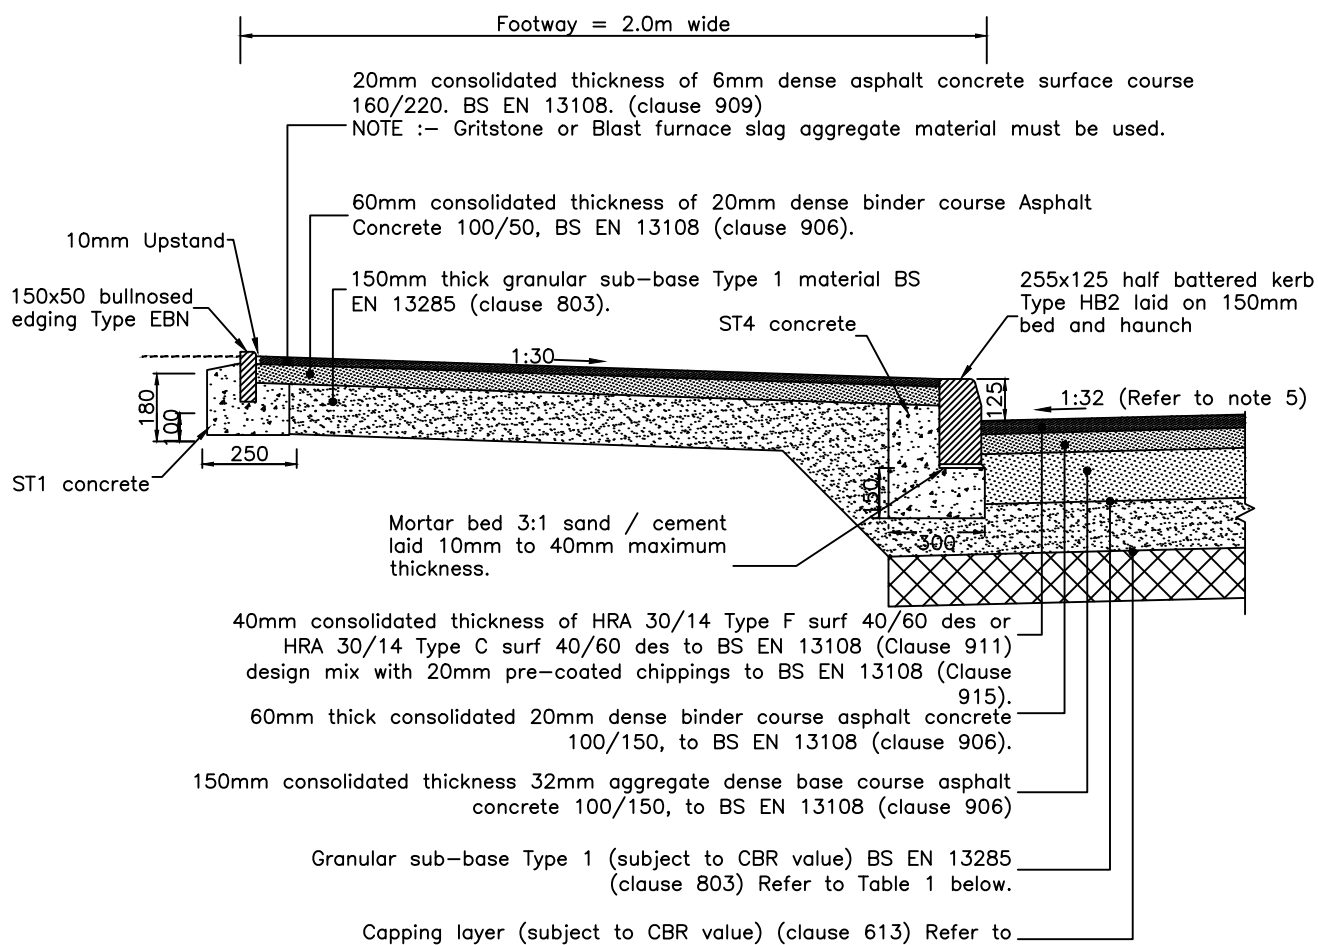 Footway = 2.0m wide
20mm consolidated thickness of 6mm dense asphalt concrete surface course
160/220. BS EN 13108. (clause 909)
NOTE :- Gritstone or Blast furnace slag aggregate material must be used.
60mm consolidated thickness of 20mm dense binder course Asphalt
Concrete 100/50, BS EN 13108 (clause 906).
10mm Upstand
150mm thick granular sub-base Type 1 material BS
EN 13285 (clause 803).
150x50 bullnosed
edging Type EBN
255x125 half battered kerb
Type HB2 laid on 150mm
bed and haunch
ST4 concrete
1:30
125
1:32 (Refer to note 5)
180
100
250
ST1 concrete
150
300
Mortar bed 3:1 sand / cement
laid 10mm to 40mm maximum
thickness.
40mm consolidated thickness of HRA 30/14 Type F surf 40/60 des or
HRA 30/14 Type C surf 40/60 des to BS EN 13108 (Clause 911)
design mix with 20mm pre-coated chippings to BS EN 13108 (Clause
915).
60mm thick consolidated 20mm dense binder course asphalt concrete
100/150, to BS EN 13108 (clause 906).
150mm consolidated thickness 32mm aggregate dense base course asphalt
concrete 100/150, to BS EN 13108 (clause 906)
Granular sub-base Type 1 (subject to CBR value) BS EN 13285
(clause 803) Refer to Table 1 below.
Capping layer (subject to CBR value) (clause 613) Refer to